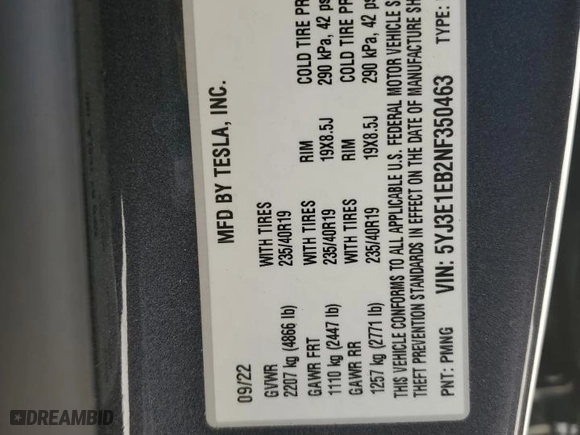 MFD BY TESLA, INC.
09/22
GVWR WITH TIRES RIM COLD TIRE PR
2207 kg (4866 lb) 235/40R19 19X8.5J 290 kPa, 42 ps
GAWR FRT WITH TIRES RIM COLD TIRE PR
1110 kg (2447 lb) 235/40R19 19X8.5J 290 kPa, 42 ps
GAWR RR WITH TIRES
1257 kg (2771 lb) 235/40R19
THIS VEHICLE CONFORMS TO ALL APPLICABLE U.S. FEDERAL MOTOR VEHICLE S
THEFT PREVENTION STANDARDS IN EFFECT ON THE DATE OF MANUFACTURE SH
VIN: 5YJ3E1EB2NF350463 TYPE:
PNT: PMNG
DREAMBID